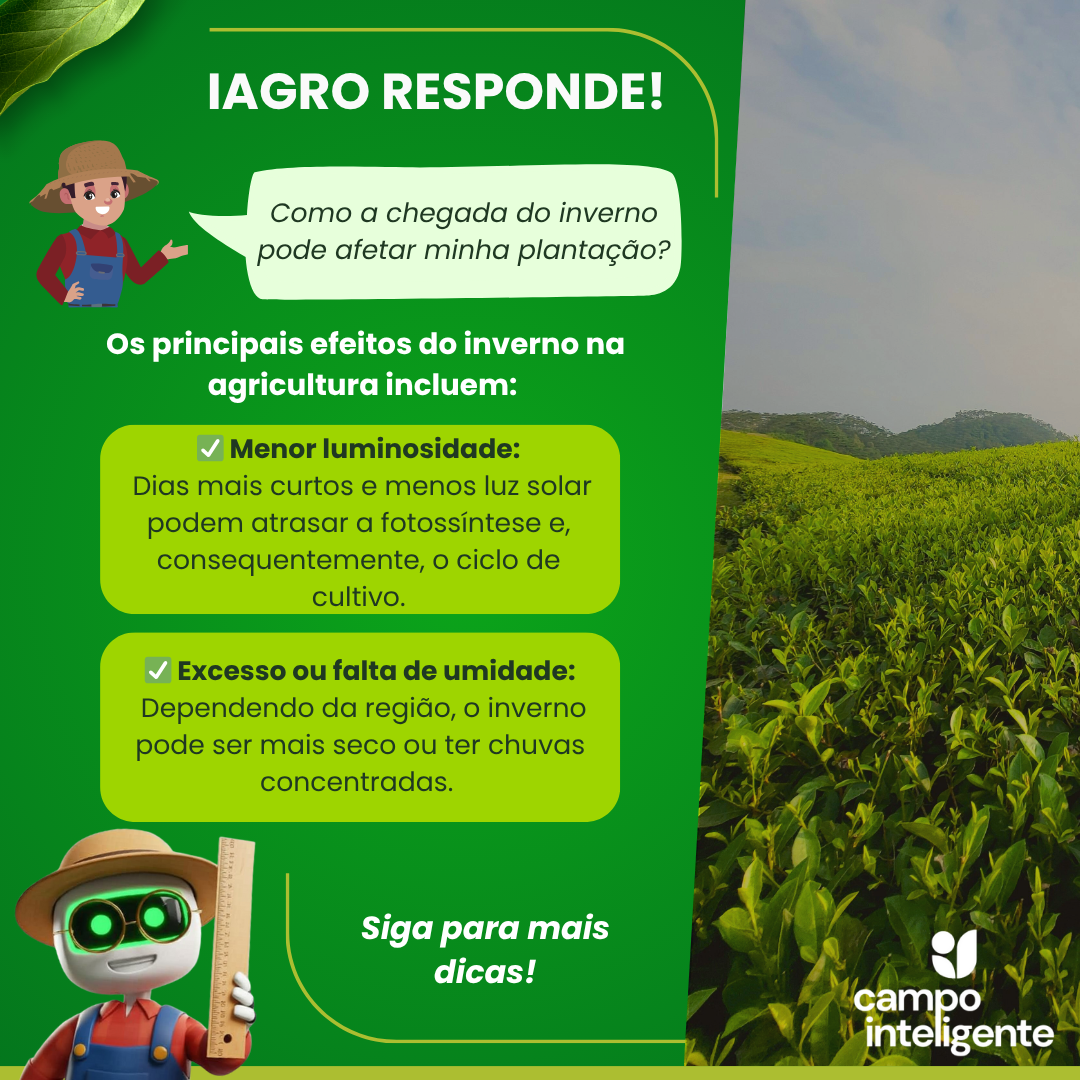 IAGRO RESPONDE!
Como a chegada do inverno
pode afetar minha plantação?
Os principais efeitos do inverno na
agricultura incluem:
✅ Menor luminosidade:
Dias mais curtos e menos luz solar
podem atrasar a fotossíntese e,
consequentemente, o ciclo de
cultivo.
✅ Excesso ou falta de umidade:
Dependendo da região, o inverno
pode ser mais seco ou ter chuvas
concentradas.
Siga para mais
dicas!
campo
inteligente